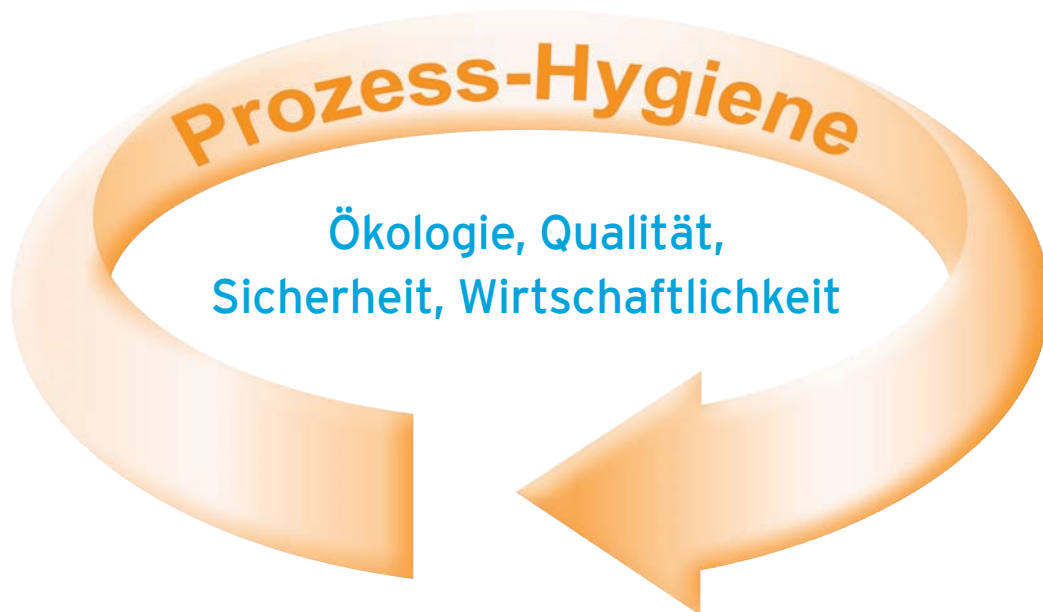 Prozess-Hygiene
Ökologie, Qualität,
Sicherheit, Wirtschaftlichkeit